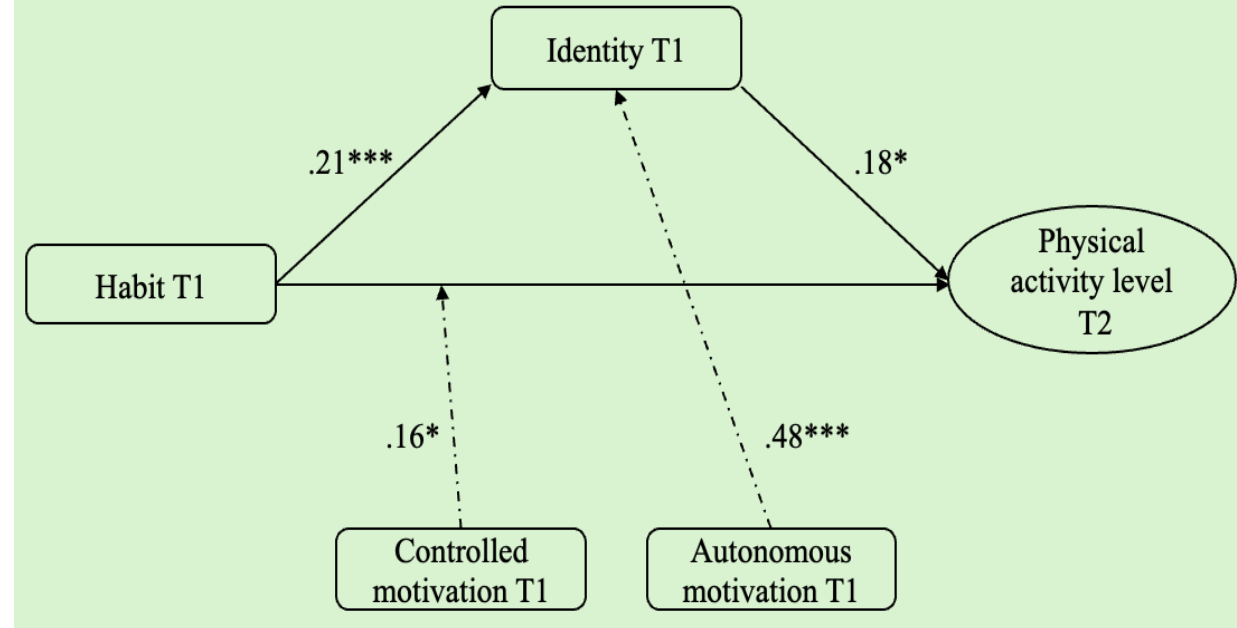 Identity T1
.21***
.18*
Habit T1
Physical
activity level
T2
.16*
.48***
Controlled
motivation T1
Autonomous
motivation T1